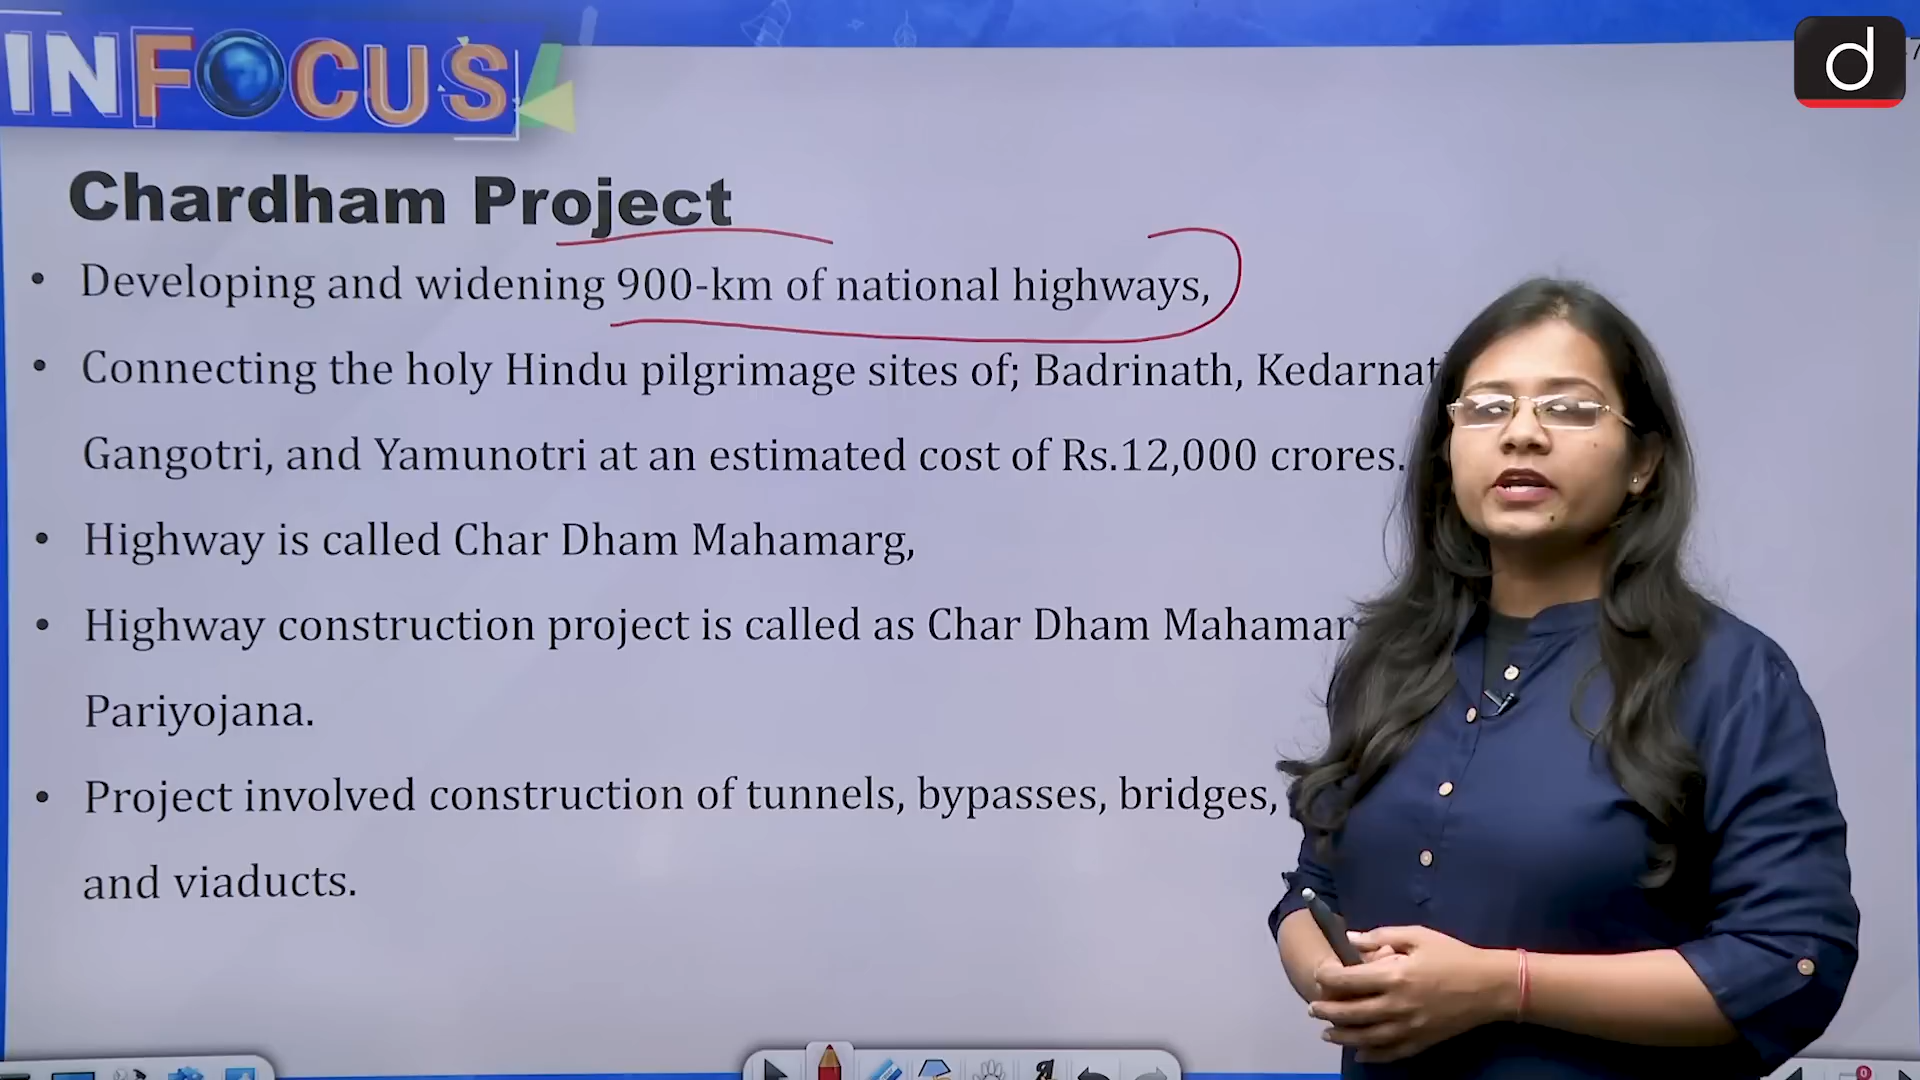 INFOCUS
d
Chardham Project
• Developing and widening 900-km of national highways,
• Connecting the holy Hindu pilgrimage sites of; Badrinath,
Gangotri, and Yamunotri at an estimated cost of Rs.12,000 crores.
• Highway is called Char Dham Mahamarg,
• Highway construction project is called as Char Dham
Pariyojana.
• Project involved construction of tunnels, bypasses, bridges,
and viaducts.
0